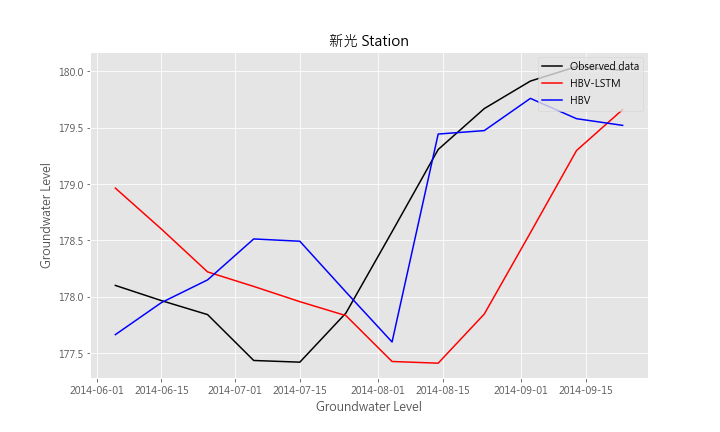 新光 Station
Observed data
HBV-LSTM
HBV
Groundwater Level
180.0
179.5
179.0
178.5
178.0
177.5
2014-06-01 2014-06-15 2014-07-01 2014-07-15 2014-08-01 2014-08-15 2014-09-01 2014-09-15
Groundwater Level